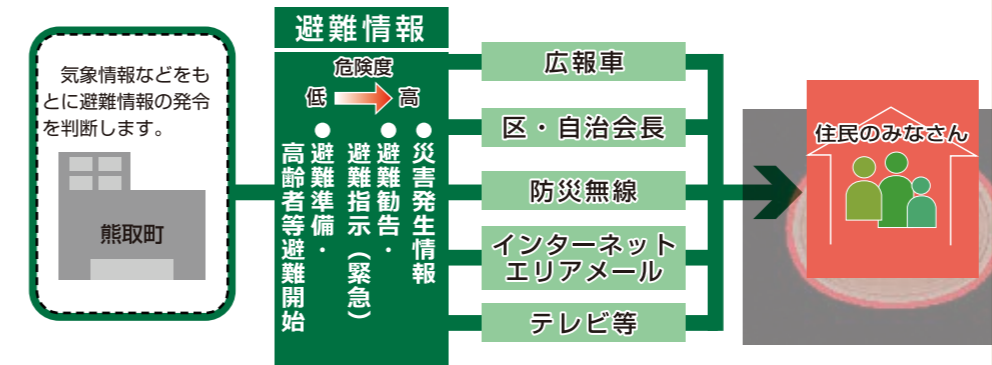 気象情報などをも
とに避難情報の発令
を判断します。
熊取町
避難情報
危険度
低 高
●避難準備・
高齢者等避難開始
●避難勧告・
避難指示（緊急）
●災害発生情報
広報車
区・自治会長
防災無線
インターネット
エリアメール
テレビ等
住民のみなさん